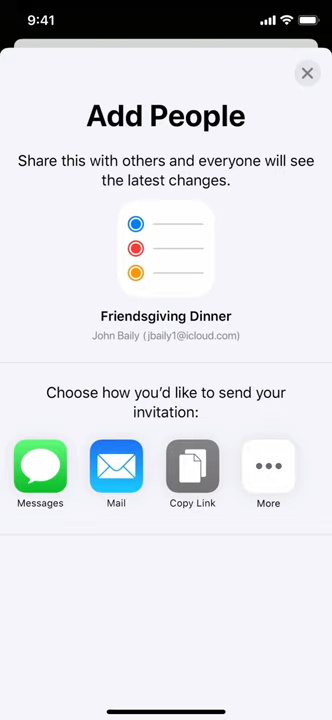 9:41
Add People
Share this with others and everyone will see
the latest changes.
Friendsgiving Dinner
John Baily (jbaily1@icloud.com)
Choose how you’d like to send your
invitation:
Messages
Mail
Copy Link
More